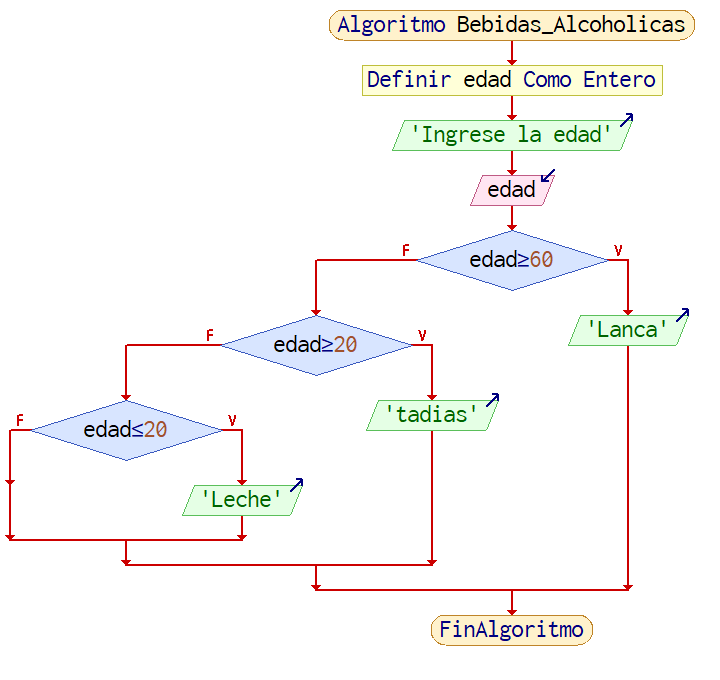 Algoritmo Bebidas_Alcoholicas
Definir edad Como Entero
'Ingrese la edad'
edad
edad≥60
F
V
'Lanca'
edad≥20
F
V
'tadias'
edad≤20
F
V
'Leche'
FinAlgoritmo